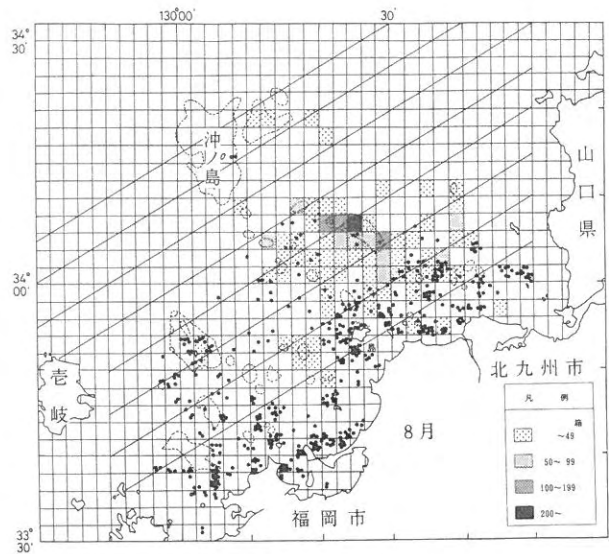 130°00′
30′
34°
30′
沖ノ島
山口県
34°
00′
壱岐
北九州市
凡 例
箱
～49
50～ 99
100～199
200～
8月
福岡市
33°
30′